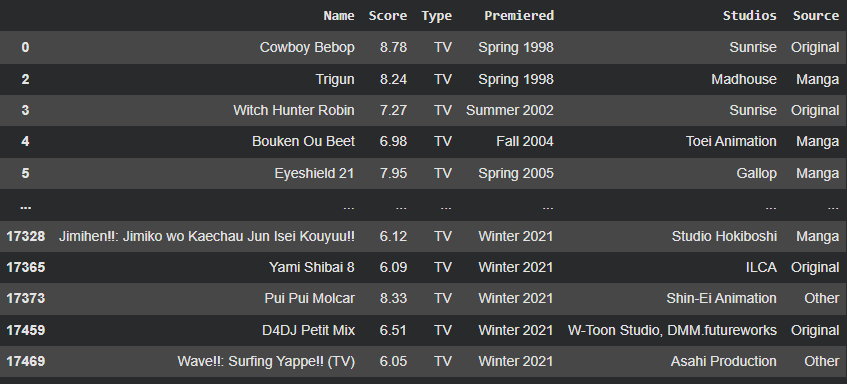 Name Score Type Premiered Studios Source
0 Cowboy Bebop 8.78 TV Spring 1998 Sunrise Original
2 Trigun 8.24 TV Spring 1998 Madhouse Manga
3 Witch Hunter Robin 7.27 TV Summer 2002 Sunrise Original
4 Bouken Ou Beet 6.98 TV Fall 2004 Toei Animation Manga
5 Eyeshield 21 7.95 TV Spring 2005 Gallop Manga
... ... ... ... ... ... ...
17328 Jimihen!!: Jimiko wo Kaechau Jun Isei Kouyuu!! 6.12 TV Winter 2021 Studio Hokiboshi Manga
17365 Yami Shibai 8 6.09 TV Winter 2021 ILCA Original
17373 Pui Pui Molcar 8.33 TV Winter 2021 Shin-Ei Animation Other
17459 D4DJ Petit Mix 6.51 TV Winter 2021 W-Toon Studio, DMM.futureworks Original
17469 Wave!!: Surfing Yappe!! (TV) 6.05 TV Winter 2021 Asahi Production Other